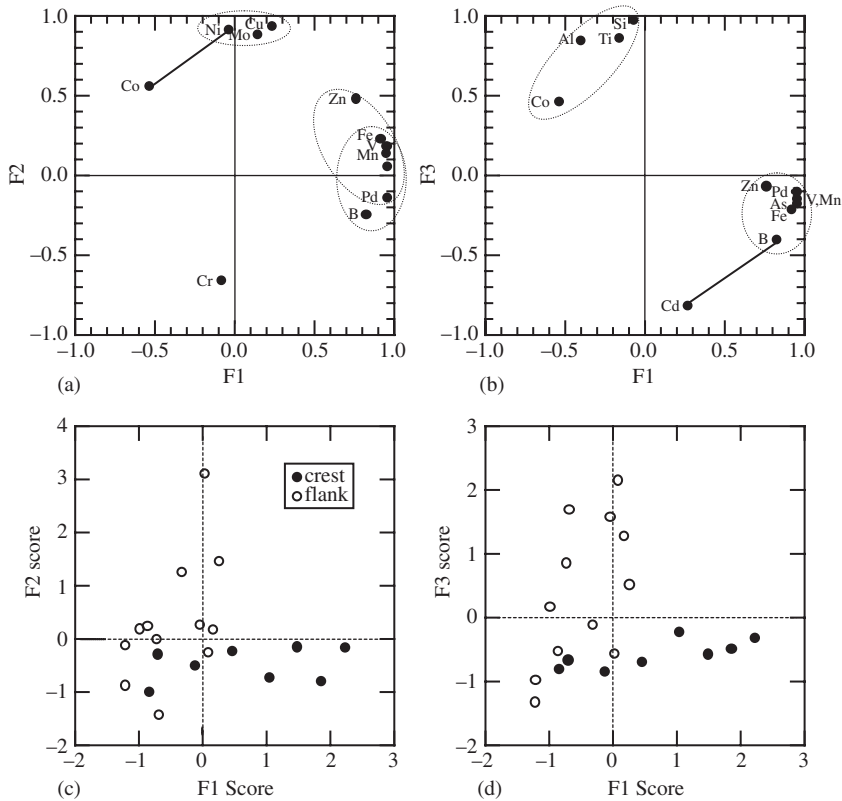 1.0
0.5
0.0
−0.5
−1.0
F2
Ni
Cu
Mo
Co
Zn
Fe
V
Mn
Pd
B
Cr
−1.0 −0.5 0.0 0.5 1.0
(a) F1
1.0
0.5
0.0
−0.5
−1.0
F3
Si
Al Ti
Co
Zn Pd
As V,Mn
Fe
B
Cd
−1.0 −0.5 0.0 0.5 1.0
(b) F1
4
3
2
1
0
−1
−2
F2 score
crest
flank
−2 −1 0 1 2 3
(c) F1 Score
3
2
1
0
−1
−2
F3 score
−2 −1 0 1 2 3
(d) F1 Score